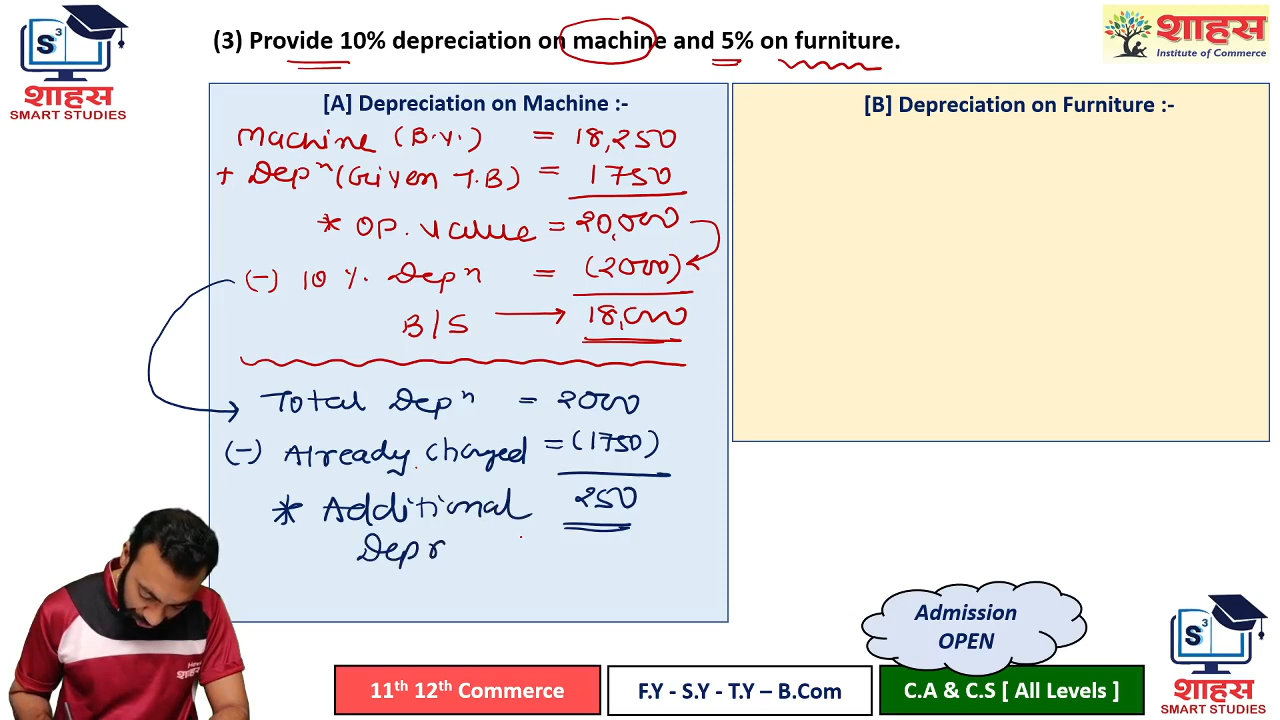 S³
शाहस
SMART STUDIES
(3) Provide 10% depreciation on machine and 5% on furniture.
शाहस
Institute of Commerce
[A] Depreciation on Machine :-
Machine (B.V.) = 18,250
+ Depⁿ (Given T.B) = 1750
* OP. Value = 20,000
(-) 10 %. Depⁿ = (2000)
B/S → 18,000
Total Depⁿ = 2000
(-) Already charged = (1750)
* Additional 250
Depr
[B] Depreciation on Furniture :-
शाहस
Admission
OPEN
11th 12th Commerce
F.Y - S.Y - T.Y – B.Com
C.A & C.S [ All Levels ]
S³
शाहस
SMART STUDIES